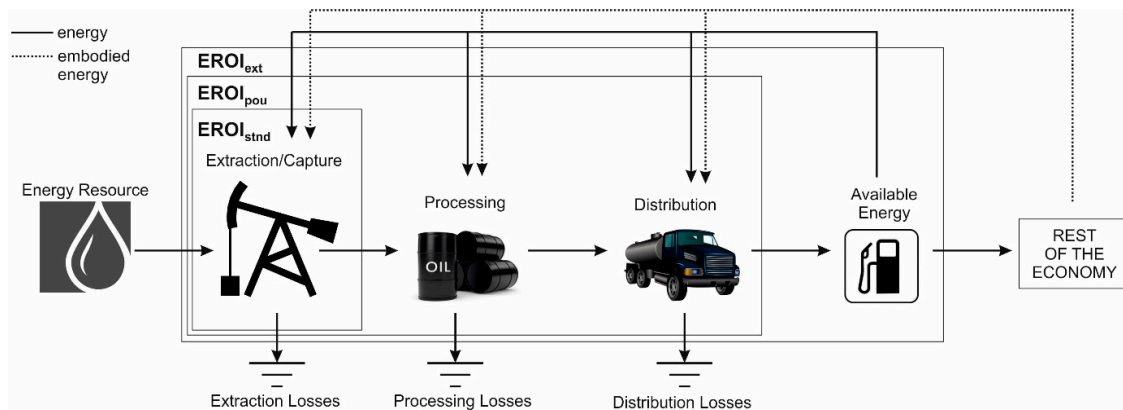 energy
embodied
energy
EROIext
EROIpou
EROIstnd
Extraction/Capture
Energy Resource
Processing
Distribution
Available
Energy
OIL
REST
OF THE
ECONOMY
Extraction Losses
Processing Losses
Distribution Losses